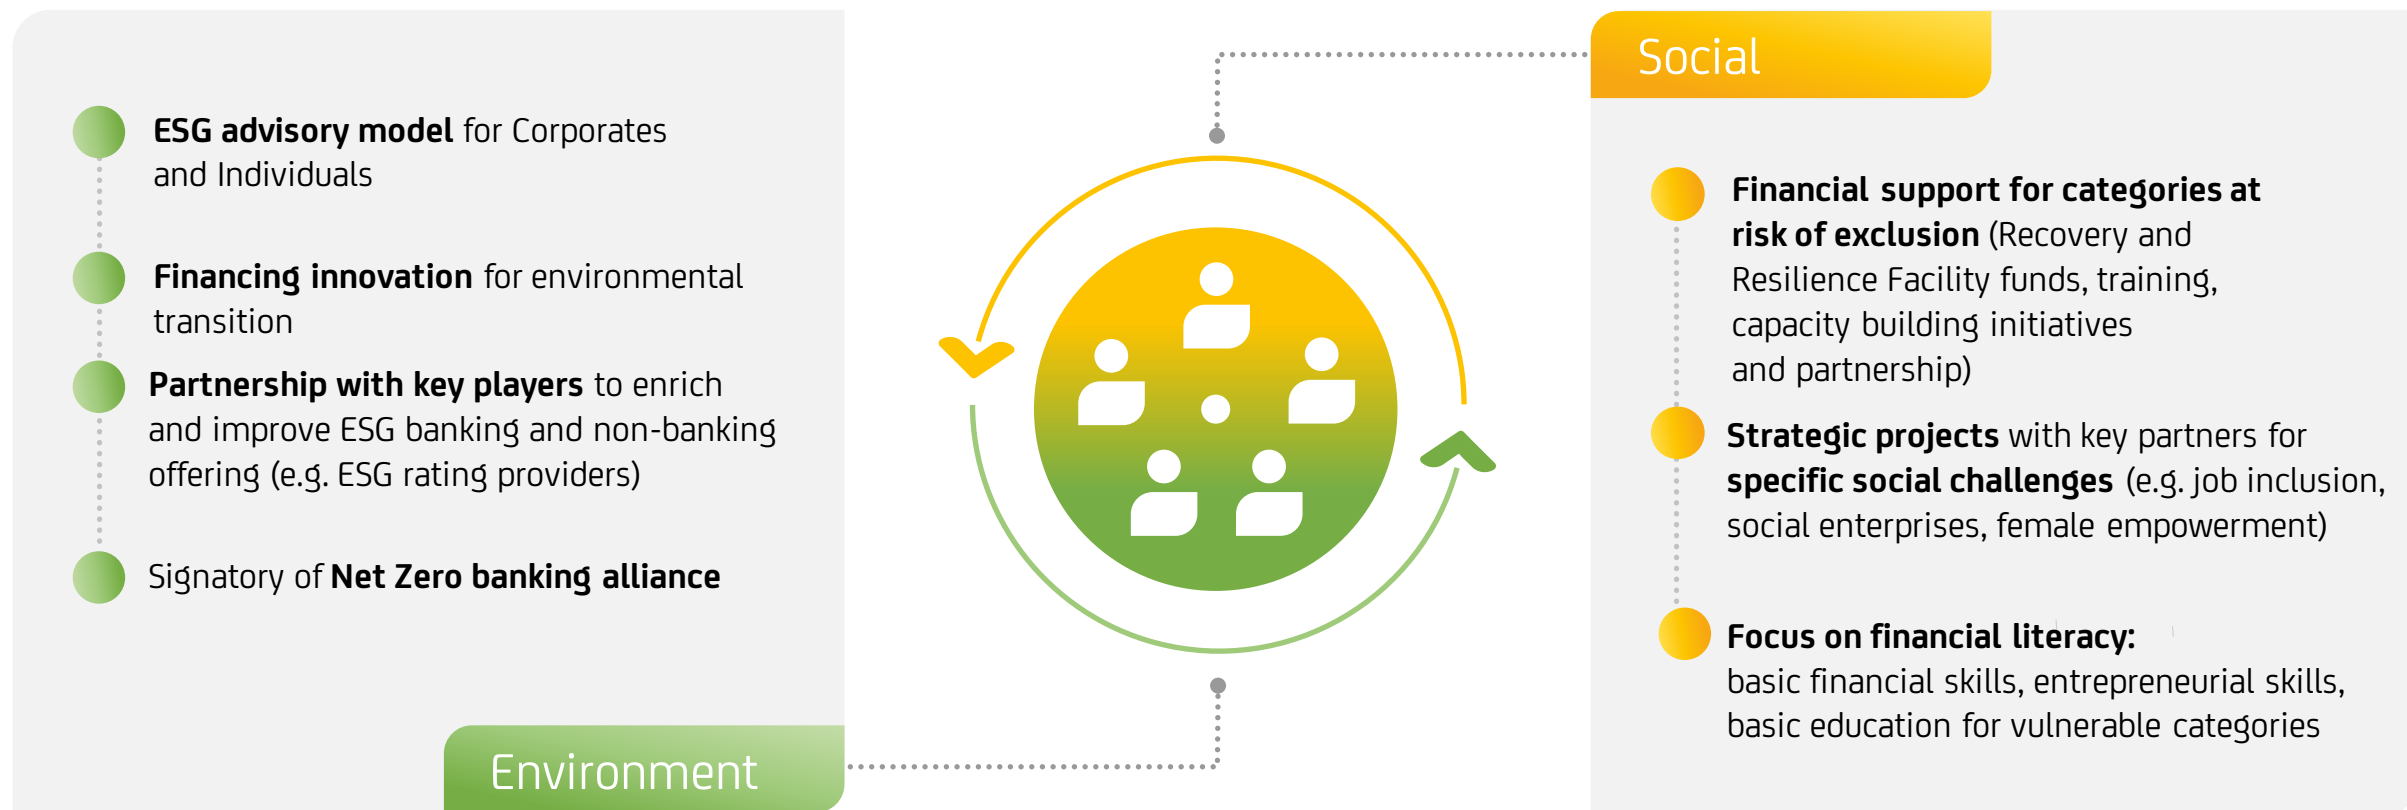 ESG advisory model for Corporates
and Individuals
Financing innovation for environmental
transition
Partnership with key players to enrich
and improve ESG banking and non-banking
offering (e.g. ESG rating providers)
Signatory of Net Zero banking alliance
Environment
Social
Financial support for categories at
risk of exclusion (Recovery and
Resilience Facility funds, training,
capacity building initiatives
and partnership)
Strategic projects with key partners for
specific social challenges (e.g. job inclusion,
social enterprises, female empowerment)
Focus on financial literacy:
basic financial skills, entrepreneurial skills,
basic education for vulnerable categories